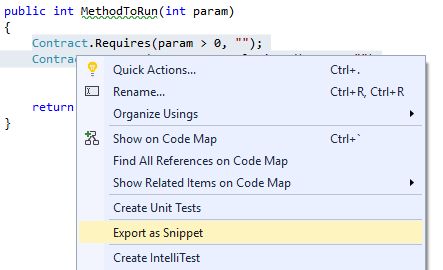 public int MethodToRun(int param)
{
Contract.Requires(param > 0, "");
Contract
Quick Actions... Ctrl+.
Rename... Ctrl+R, Ctrl+R
Organize Usings
return
}
Show on Code Map Ctrl+`
Find All References on Code Map
Show Related Items on Code Map
Create Unit Tests
Export as Snippet
Create IntelliTest